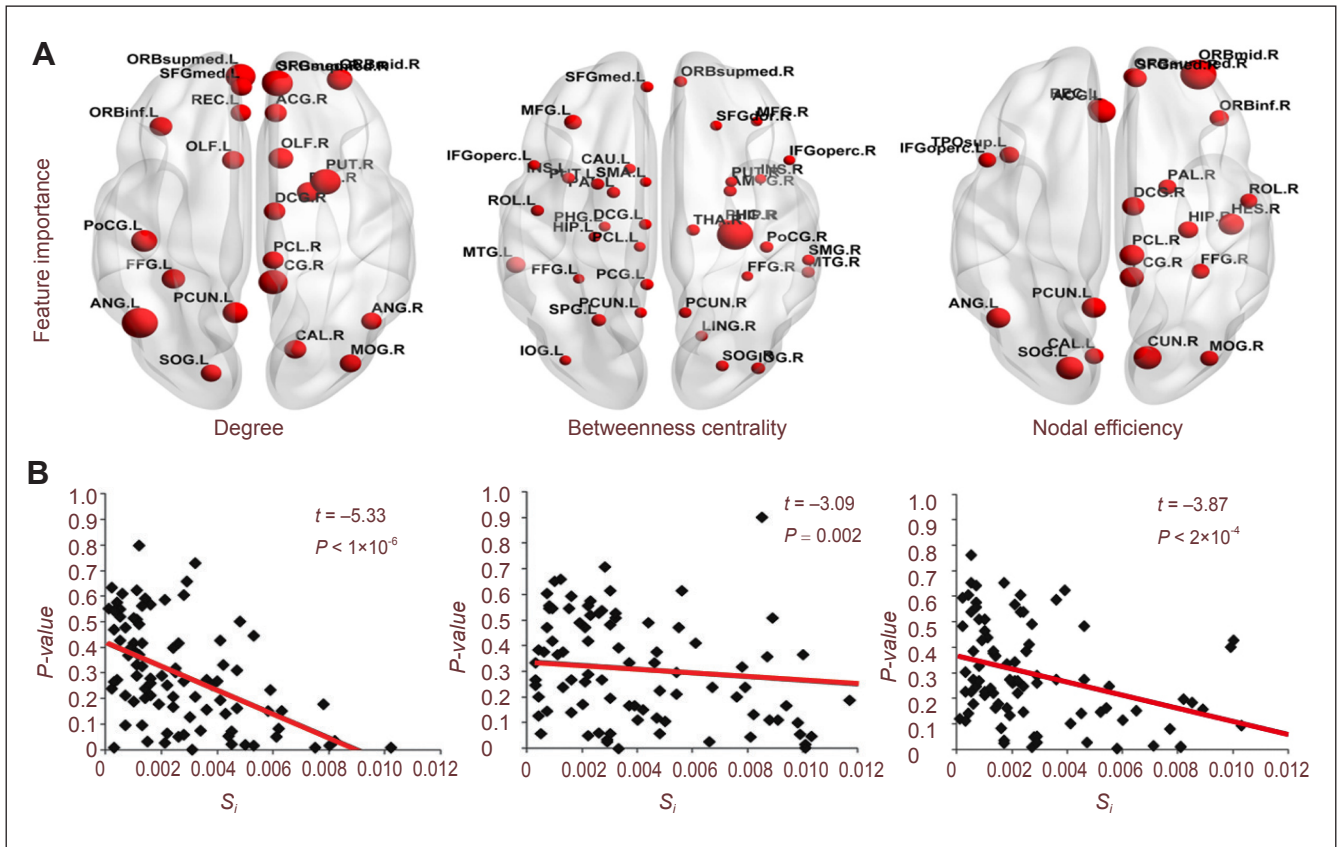 A
Feature importance
ORBsupmed.L
SFGmed.L
ORBmid.R
REC.L
ACG.R
ORBinf.L
OLF.L
OLF.R
PUT.R
DCG.R
PoCG.L
PCL.R
FFG.L
CG.R
ANG.L
PCUN.L
ANG.R
CAL.R
SOG.L
MOG.R
Degree
SFGmed.L
ORBsupmed.R
MFG.L
MFG.R
SFGdor.R
IFGoperc.L
IFGoperc.R
CAU.L
INS.L
SMA.L
INS.R
ROL.L
PHG.L
DCG.L
THA.R
HIP.L
PCL.L
PoCG.R
MTG.L
SMG.R
MTG.R
FFG.L
PCG.L
FFG.R
PCUN.L
PCUN.R
SPG.L
LING.R
IOG.L
SOG.R
Betweenness centrality
ORBmid.R
ACG.L
ORBinf.R
TPOsup.L
IFGoperc.L
PAL.R
DCG.R
ROL.R
HES.R
PCL.R
CG.R
FFG.R
ANG.L
PCUN.L
CAL.L
CUN.R
SOG.L
MOG.R
Nodal efficiency
B
P-value
1.0
0.9
0.8
0.7
0.6
0.5
0.4
0.3
0.2
0.1
0
t = –5.33
P < 1×10-6
0 0.002 0.004 0.006 0.008 0.010 0.012
Si
P-value
1.0
0.9
0.8
0.7
0.6
0.5
0.4
0.3
0.2
0.1
0
t = –3.09
P = 0.002
0 0.002 0.004 0.006 0.008 0.010 0.012
Si
P-value
1.0
0.9
0.8
0.7
0.6
0.5
0.4
0.3
0.2
0.1
0
t = –3.87
P < 2×10-4
0 0.002 0.004 0.006 0.008 0.010 0.012
Si